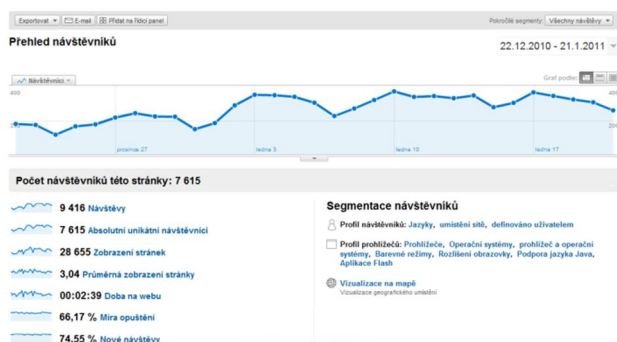 Exportovat E-mail Přidat na řídicí panel
Pokročilé segmenty: Všechny návštěvy
Přehled návštěvníků
22.12.2010 - 21.1.2011
Návštěvníci
Graf podle:
400 400
200 200
prosince 27 ledna 3 ledna 10 ledna 17
Počet návštěvníků této stránky: 7 615
9 416 Návštěvy
7 615 Absolutní unikátní návštěvníci
28 655 Zobrazení stránek
3,04 Průměrná zobrazení stránky
00:02:39 Doba na webu
66,17 % Míra opuštění
74,55 % Nové návštěvy
Segmentace návštěvníků
Profil návštěvníků: Jazyky, umístění sítě, definováno uživatelem
Profil prohlížečů: Prohlížeče, Operační systémy, prohlížeč a operační
systémy, Barevné režimy, Rozlišení obrazovky, Podpora jazyka Java,
Aplikace Flash
Vizualizace na mapě
Vizualizace geografického umístění